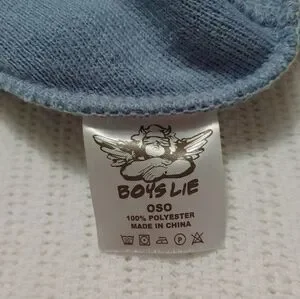 BOYS LIE
OSO
100% POLYESTER
MADE IN CHINA
P